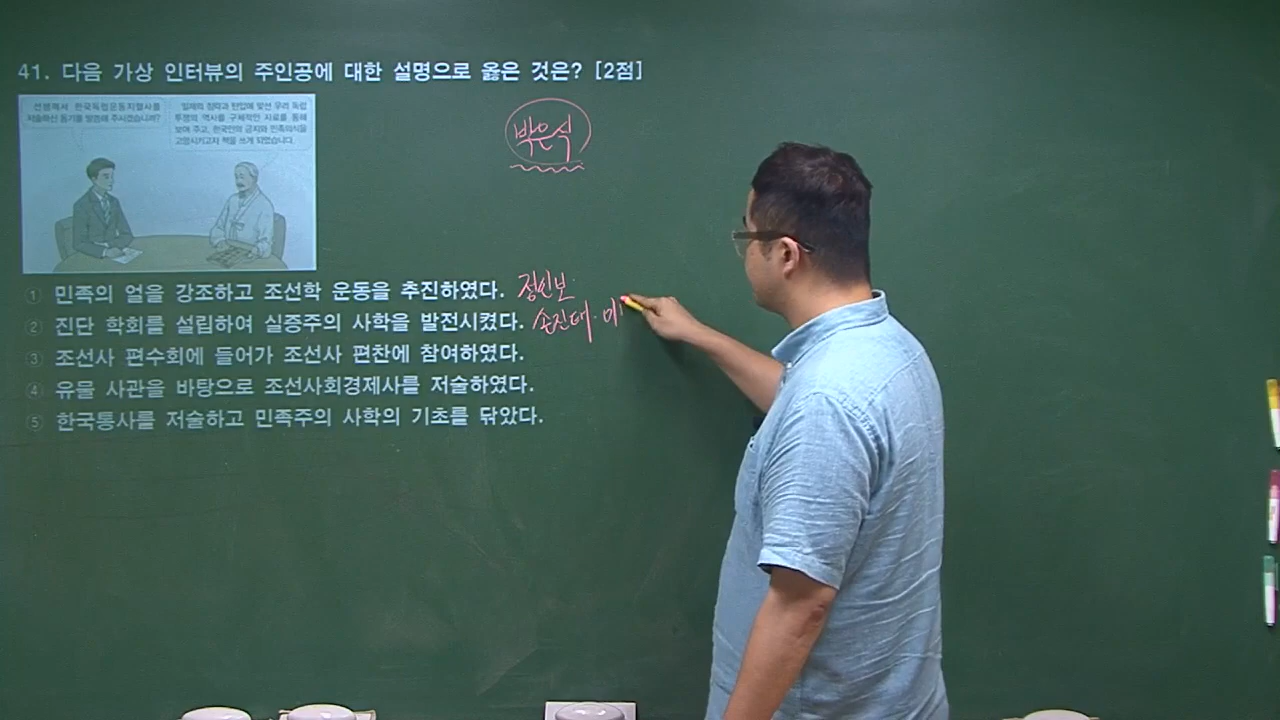 41. 다음 가상 인터뷰의 주인공에 대한 설명으로 옳은 것은? [2점]
선생께서 한국독립운동지혈사를
저술하신 동기를 말씀해 주시겠습니까?
일제의 침략과 탄압에 맞선 우리 독립
투쟁의 역사를 구체적인 사료를 통해
보여 주고, 한국인의 긍지와 민족의식을
고양시키고자 책을 쓰게 되었습니다.
박은식
① 민족의 얼을 강조하고 조선학 운동을 추진하였다. 정인보.
② 진단 학회를 설립하여 실증주의 사학을 발전시켰다. 손진태.
③ 조선사 편수회에 들어가 조선사 편찬에 참여하였다.
④ 유물 사관을 바탕으로 조선사회경제사를 저술하였다.
⑤ 한국통사를 저술하고 민족주의 사학의 기초를 닦았다.